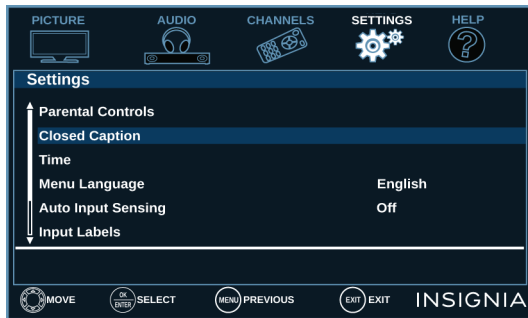 PICTURE AUDIO CHANNELS SETTINGS HELP
Settings
Parental Controls
Closed Caption
Time
Menu Language English
Auto Input Sensing Off
Input Labels
MOVE OK ENTER SELECT MENU PREVIOUS EXIT EXIT INSIGNIA